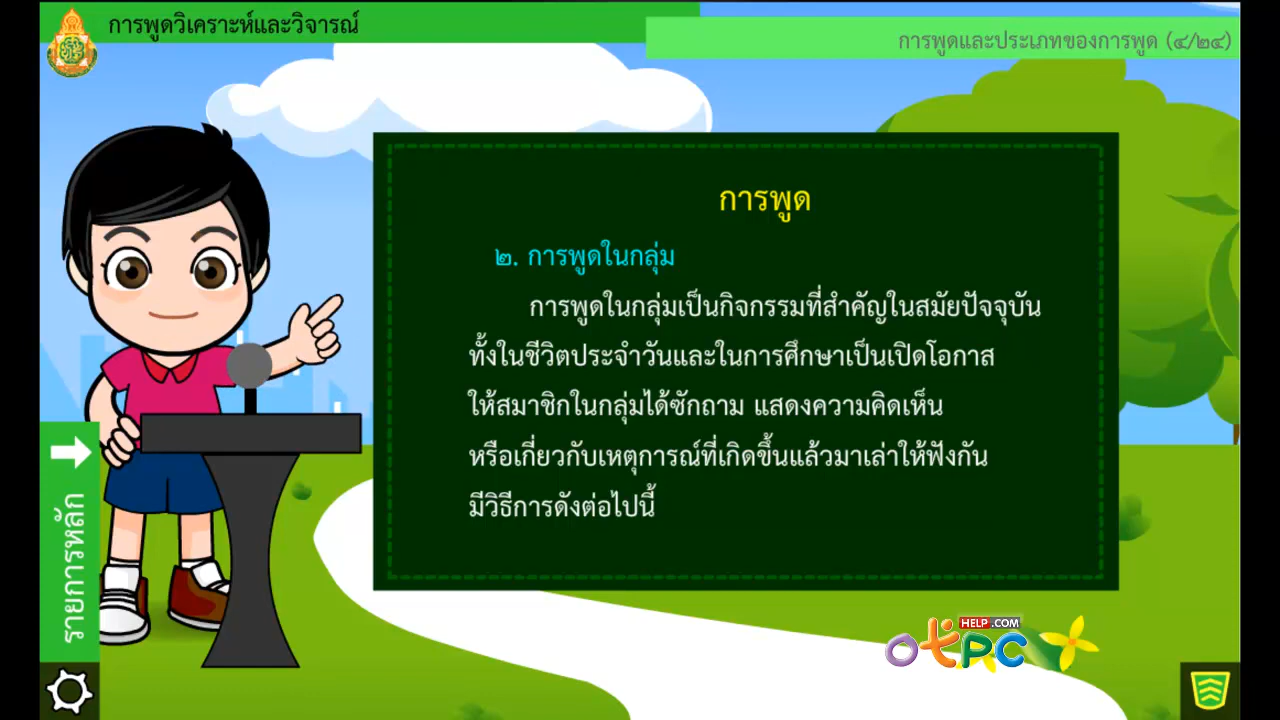 การพูดวิเคราะห์และวิจารณ์
การพูดและประเภทของการพูด (๔/๒๔)
การพูด
๒. การพูดในกลุ่ม
การพูดในกลุ่มเป็นกิจกรรมที่สำคัญในสมัยปัจจุบัน
ทั้งในชีวิตประจำวันและในการศึกษาเป็นเปิดโอกาส
ให้สมาชิกในกลุ่มได้ซักถาม แสดงความคิดเห็น
หรือเกี่ยวกับเหตุการณ์ที่เกิดขึ้นแล้วมาเล่าให้ฟังกัน
มีวิธีการดังต่อไปนี้
รายการหลัก
HELP.COM
otpc